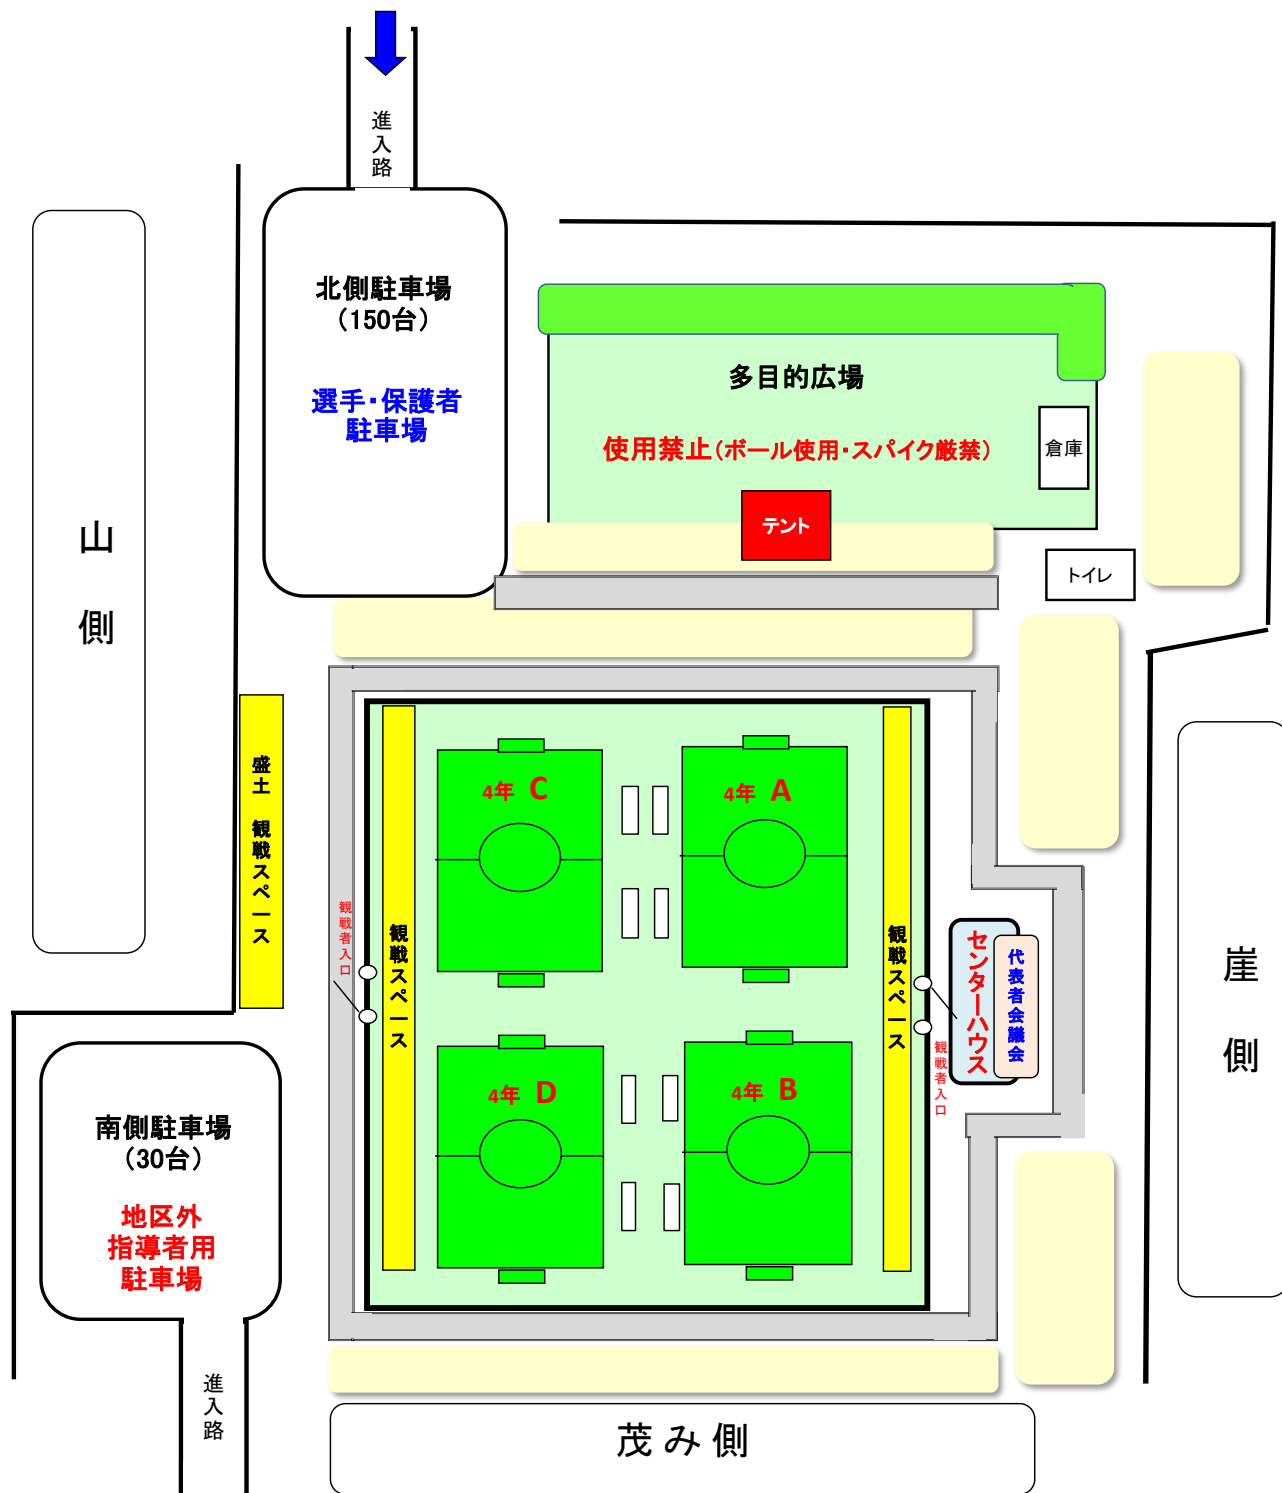 進入路
北側駐車場
（150台）
選手・保護者
駐車場
多目的広場
使用禁止（ボール使用・スパイク厳禁）
倉庫
テント
トイレ
山側
盛土 観戦スペース
観戦者入口
観戦スペース
4年 C
4年 A
4年 D
4年 B
観戦スペース
観戦者入口
センターハウス
代表者会議会
崖側
南側駐車場
（30台）
地区外
指導者用
駐車場
進入路
茂み側